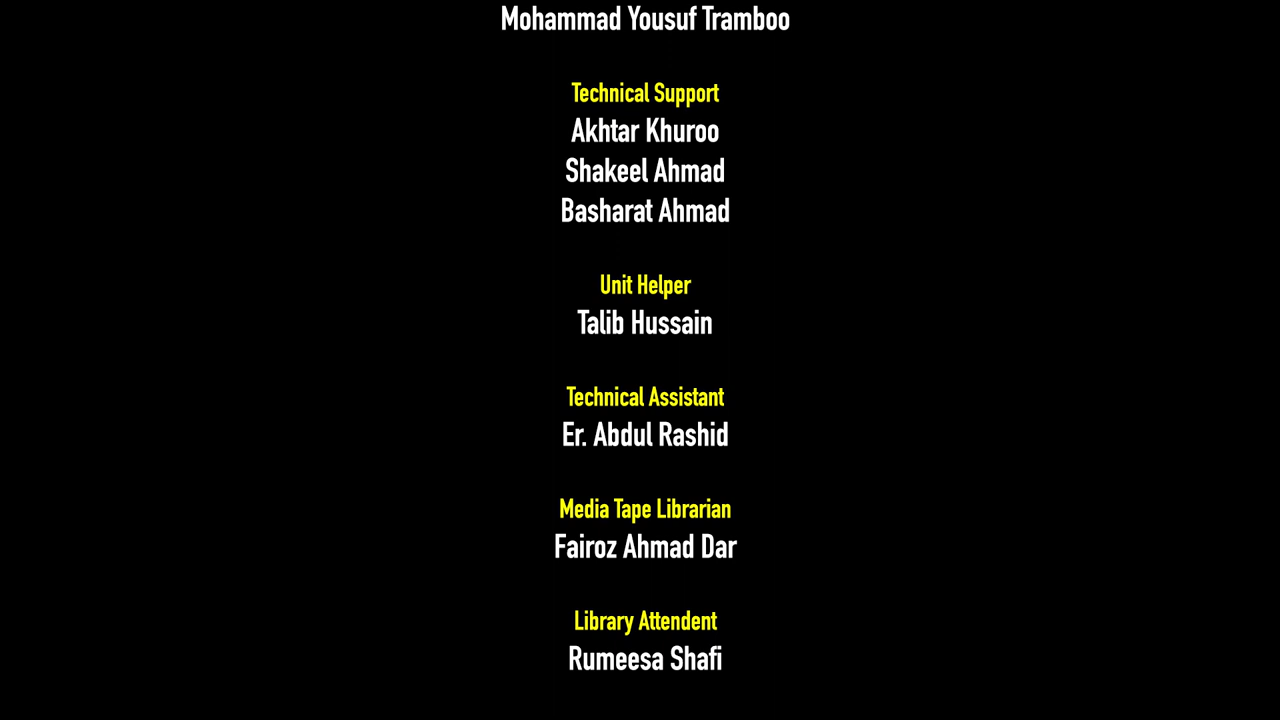 Mohammad Yousuf Tramboo
Technical Support
Akhtar Khuroo
Shakeel Ahmad
Basharat Ahmad
Unit Helper
Talib Hussain
Technical Assistant
Er. Abdul Rashid
Media Tape Librarian
Fairoz Ahmad Dar
Library Attendent
Rumeesa Shafi